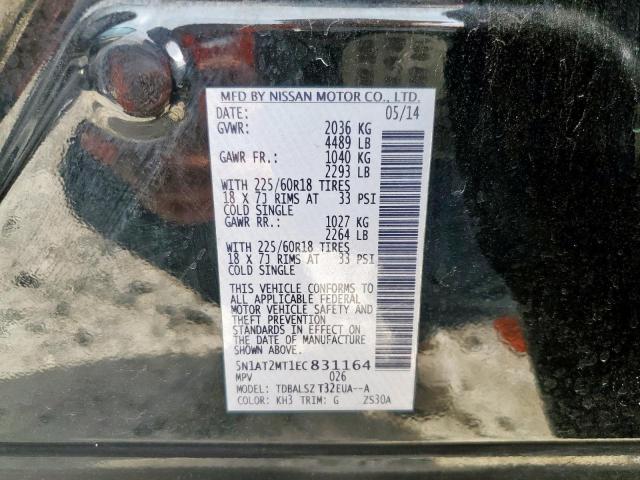 MFD BY NISSAN MOTOR CO., LTD.
DATE: 05/14
GVWR: 2036 KG
4489 LB
GAWR FR.: 1040 KG
2293 LB
WITH 225/60R18 TIRES
18 X 7J RIMS AT 33 PSI
COLD SINGLE
GAWR RR.: 1027 KG
2264 LB
WITH 225/60R18 TIRES
18 X 7J RIMS AT 33 PSI
COLD SINGLE
THIS VEHICLE CONFORMS TO
ALL APPLICABLE FEDERAL
MOTOR VEHICLE SAFETY
AND THEFT PREVENTION
STANDARDS IN EFFECT ON
THE DATE OF MANUFACTURE
SHOWN ABOVE.
5N1AT2MT1EC831164
MPV 026
MODEL: TDBALSZ T32EUA--A
COLOR: KH3 TRIM: G ZS30A